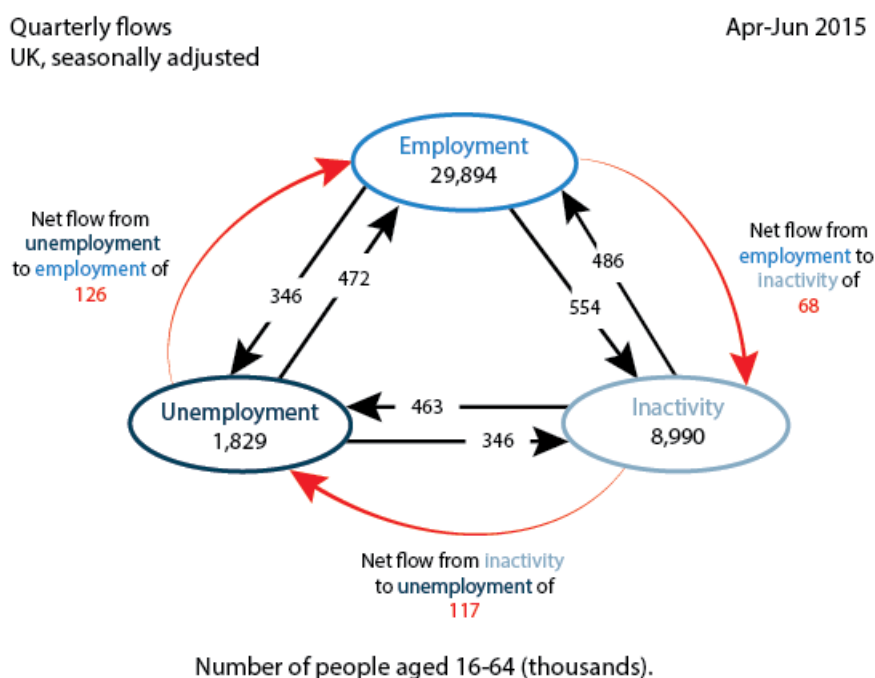 Quarterly flows
Apr-Jun 2015
UK, seasonally adjusted
Employment
29,894
Net flow from
unemployment
to employment of
126
Net flow from
employment to
inactivity of
68
346
472
486
554
Unemployment
1,829
463
346
Inactivity
8,990
Net flow from inactivity
to unemployment of
117
Number of people aged 16-64 (thousands).